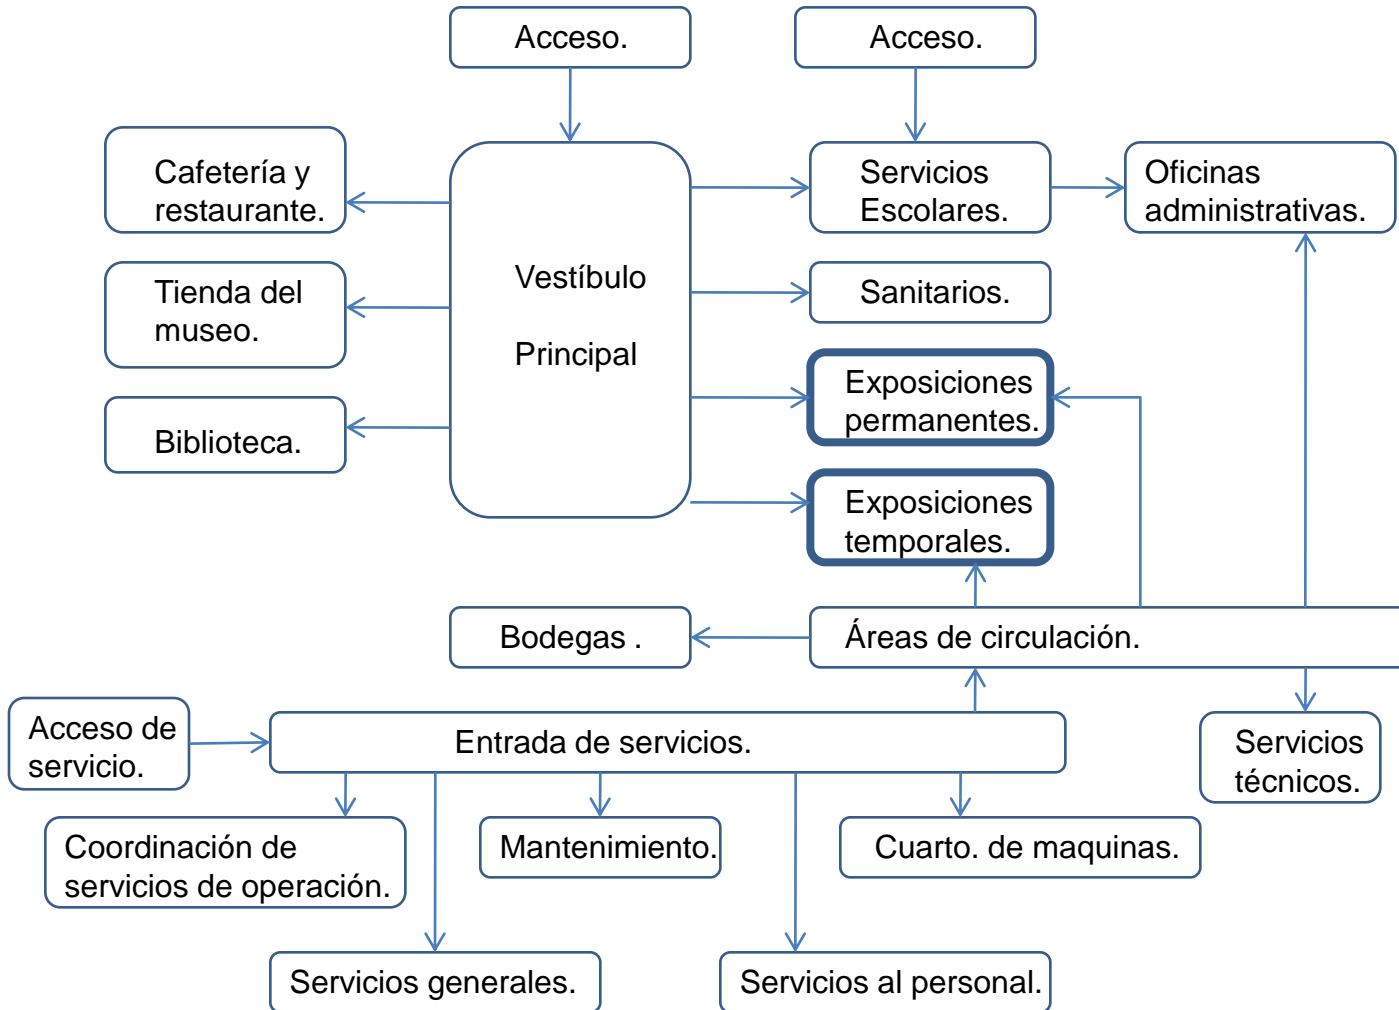 Acceso.
Acceso.
Cafetería y
restaurante.
Servicios
Escolares.
Oficinas
administrativas.
Tienda del
museo.
Vestíbulo
Principal
Sanitarios.
Biblioteca.
Exposiciones
permanentes.
Exposiciones
temporales.
Bodegas .
Áreas de circulación.
Acceso de
servicio.
Entrada de servicios.
Servicios
técnicos.
Coordinación de
servicios de operación.
Mantenimiento.
Cuarto. de maquinas.
Servicios generales.
Servicios al personal.